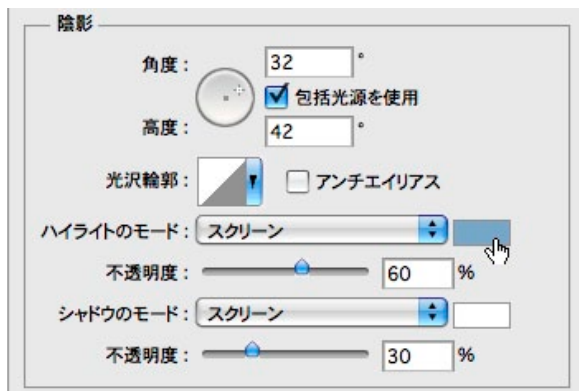 陰影
角度: 32 °
包括光源を使用
高度: 42 °
光沢輪郭: アンチエイリアス
ハイライトのモード: スクリーン
不透明度: 60 %
シャドウのモード: スクリーン
不透明度: 30 %